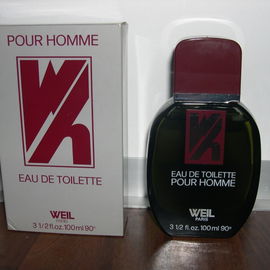 POUR HOMME
EAU DE TOILETTE
WEIL
PARIS
3 1/2 fl.oz. 100 ml 90°
EAU DE TOILETTE
POUR HOMME
WEIL
PARIS
3 1/2 fl.oz. 100 ml 90°